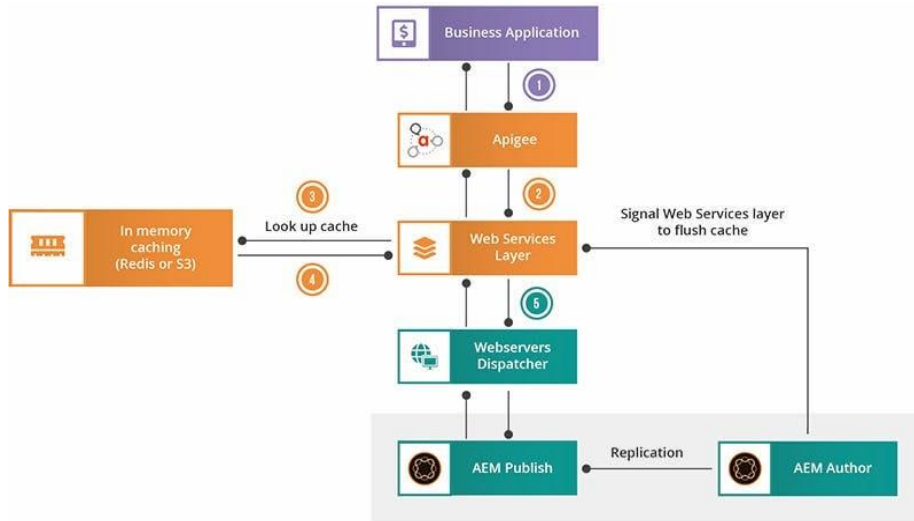 $
Business Application
1
a
Apigee
2
3
Look up cache
In memory
caching
(Redis or S3)
4
Web Services
Layer
Signal Web Services layer
to flush cache
5
Webservers
Dispatcher
AEM Publish
Replication
AEM Author